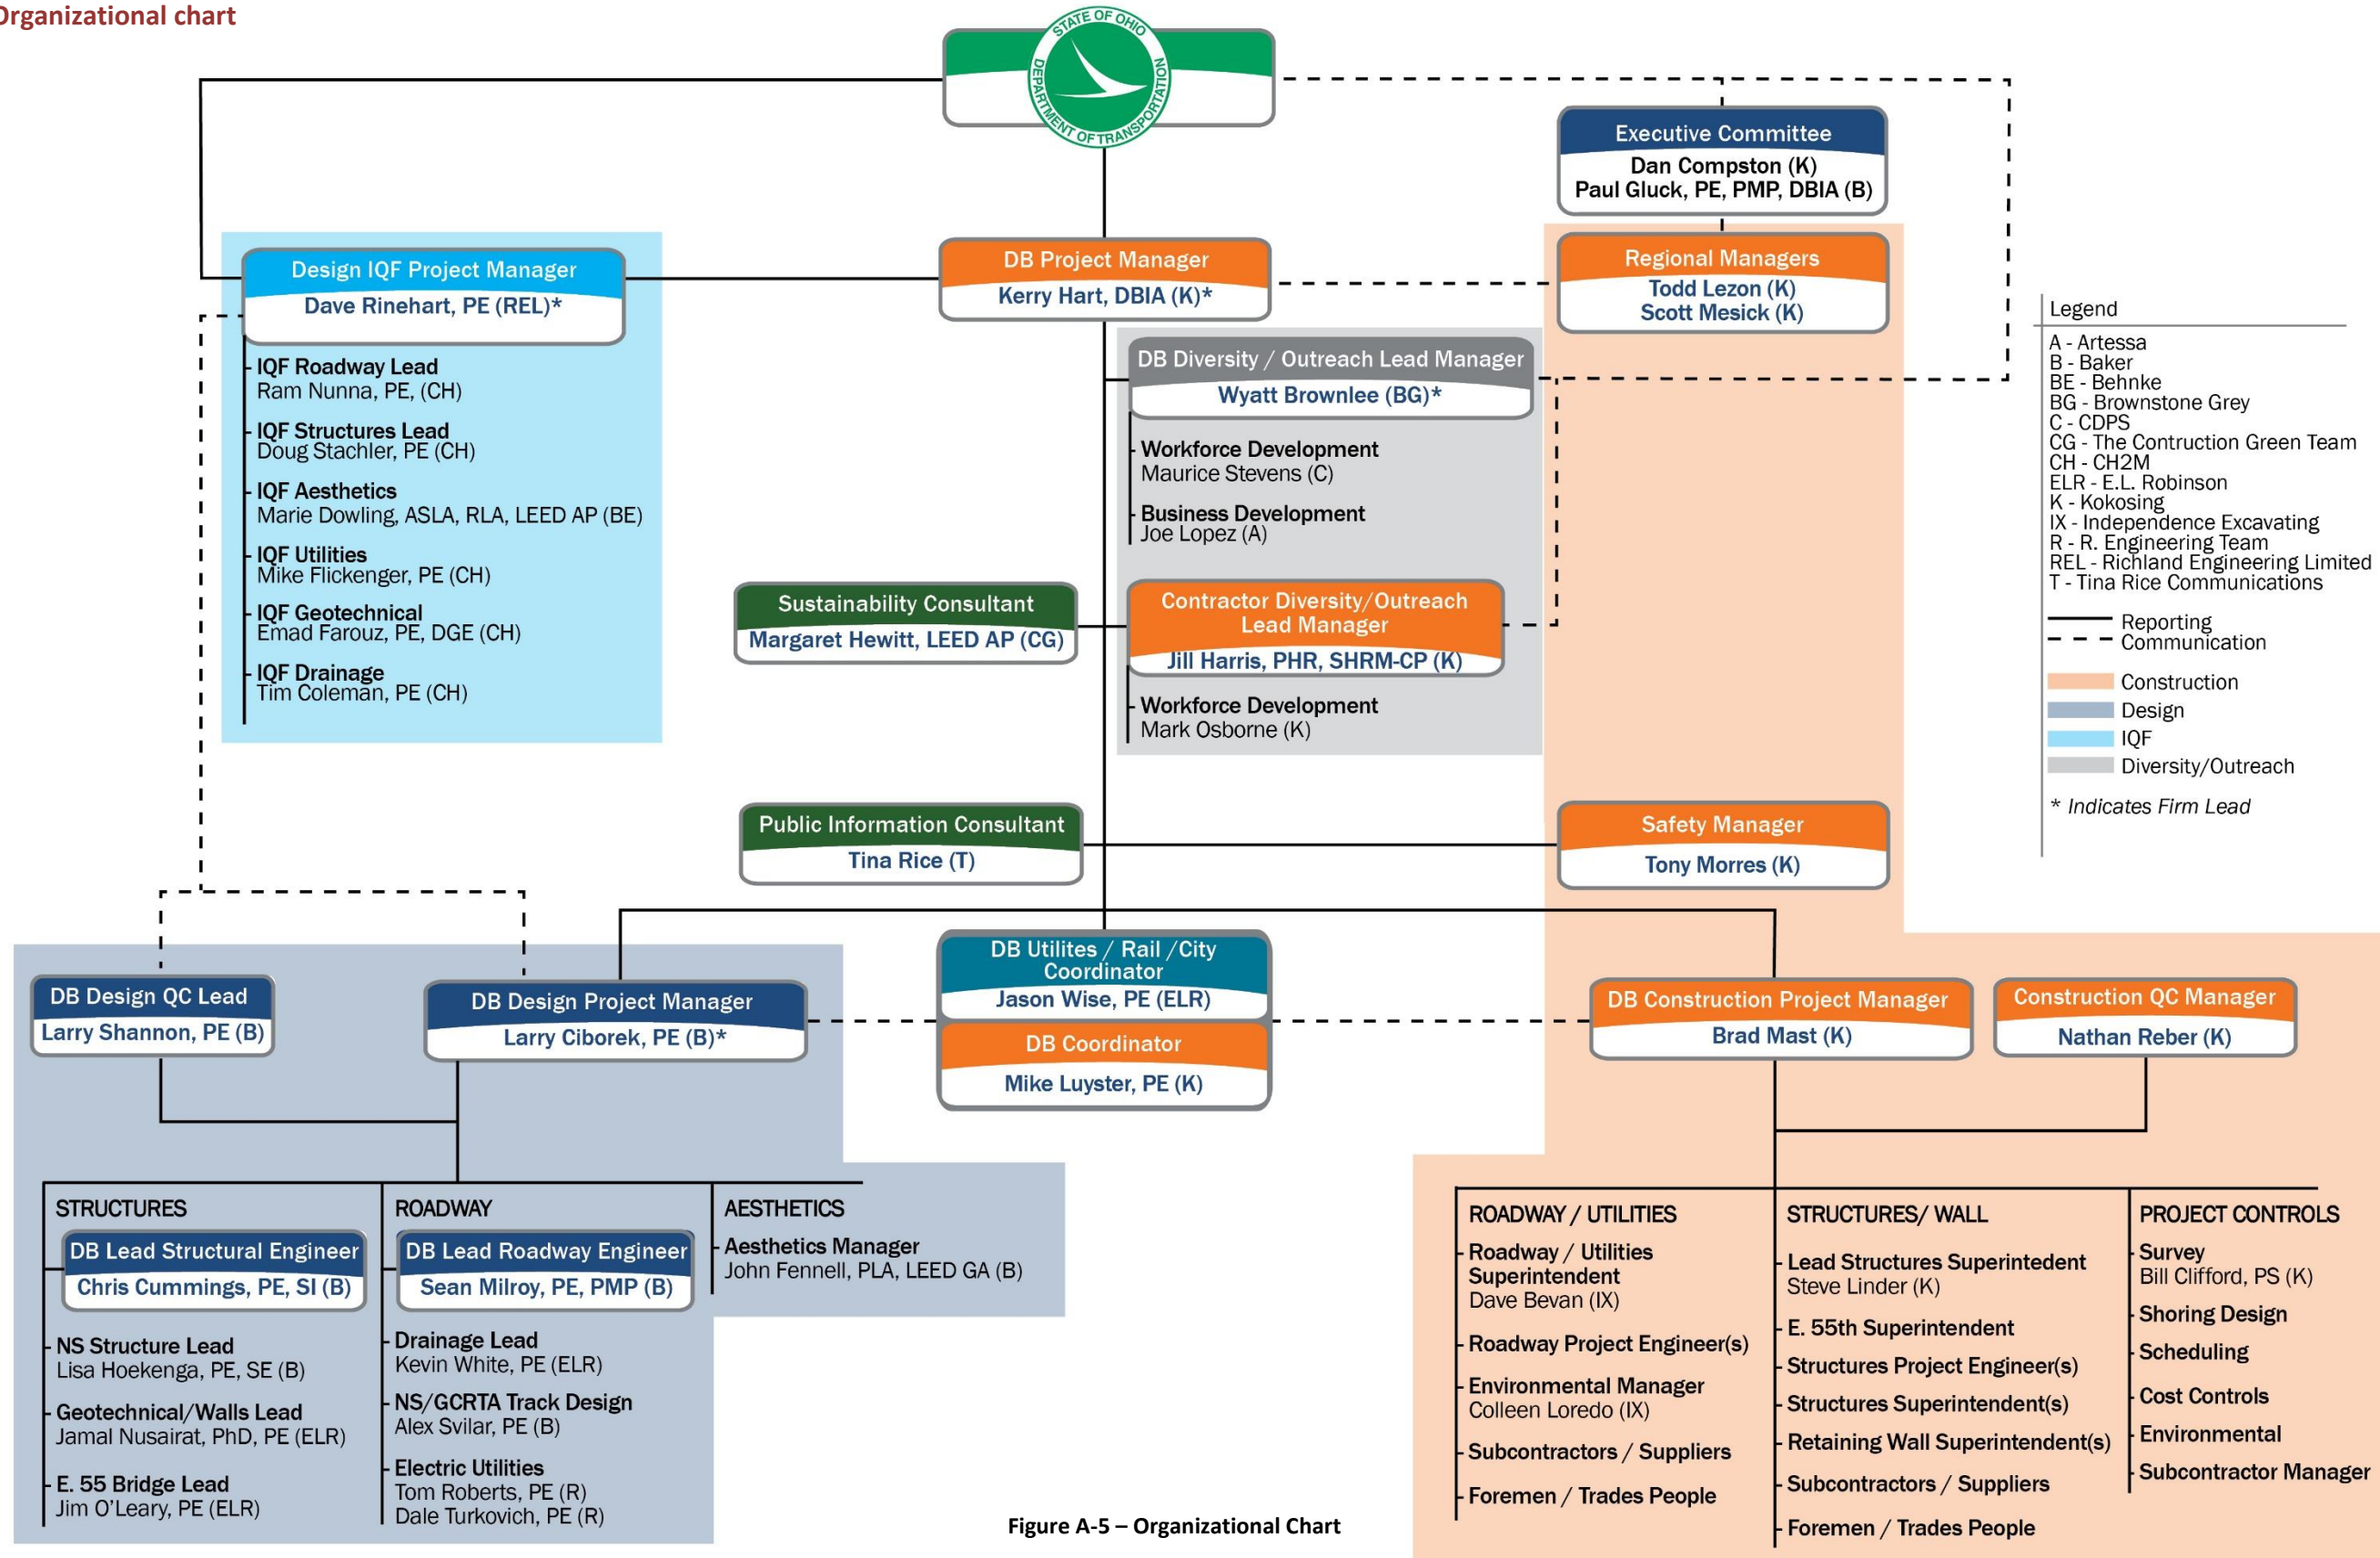 Organizational chart
STATE OF OHIO
DEPARTMENT OF TRANSPORTATION
Executive Committee
Dan Compston (K)
Paul Gluck, PE, PMP, DBIA (B)
Design IQF Project Manager
Dave Rinehart, PE (REL)*
DB Project Manager
Kerry Hart, DBIA (K)*
Regional Managers
Todd Lezon (K)
Scott Mesick (K)
IQF Roadway Lead
Ram Nunna, PE, (CH)
IQF Structures Lead
Doug Stachler, PE (CH)
IQF Aesthetics
Marie Dowling, ASLA, RLA, LEED AP (BE)
IQF Utilities
Mike Flickenger, PE (CH)
IQF Geotechnical
Emad Farouz, PE, DGE (CH)
IQF Drainage
Tim Coleman, PE (CH)
DB Diversity / Outreach Lead Manager
Wyatt Brownlee (BG)*
Workforce Development
Maurice Stevens (C)
Business Development
Joe Lopez (A)
Sustainability Consultant
Margaret Hewitt, LEED AP (CG)
Contractor Diversity/Outreach
Lead Manager
Jill Harris, PHR, SHRM-CP (K)
Workforce Development
Mark Osborne (K)
Legend
A - Artessa
B - Baker
BE - Behnke
BG - Brownstone Grey
C - CDPS
CG - The Contruction Green Team
CH - CH2M
ELR - E.L. Robinson
K - Kokosing
IX - Independence Excavating
R - R. Engineering Team
REL - Richland Engineering Limited
T - Tina Rice Communications
Reporting
Communication
Construction
Design
IQF
Diversity/Outreach
* Indicates Firm Lead
Public Information Consultant
Tina Rice (T)
Safety Manager
Tony Morres (K)
DB Design QC Lead
Larry Shannon, PE (B)
DB Design Project Manager
Larry Ciborek, PE (B)*
DB Utilites / Rail /City
Coordinator
Jason Wise, PE (ELR)
DB Coordinator
Mike Luyster, PE (K)
DB Construction Project Manager
Brad Mast (K)
Construction QC Manager
Nathan Reber (K)
STRUCTURES
DB Lead Structural Engineer
Chris Cummings, PE, SI (B)
NS Structure Lead
Lisa Hoekenga, PE, SE (B)
Geotechnical/Walls Lead
Jamal Nusairat, PhD, PE (ELR)
E. 55 Bridge Lead
Jim O'Leary, PE (ELR)
ROADWAY
DB Lead Roadway Engineer
Sean Milroy, PE, PMP (B)
Drainage Lead
Kevin White, PE (ELR)
NS/GCRTA Track Design
Alex Svilar, PE (B)
Electric Utilities
Tom Roberts, PE (R)
Dale Turkovich, PE (R)
AESTHETICS
Aesthetics Manager
John Fennell, PLA, LEED GA (B)
ROADWAY / UTILITIES
Roadway / Utilities
Superintendent
Dave Bevan (IX)
Roadway Project Engineer(s)
Environmental Manager
Colleen Loredo (IX)
Subcontractors / Suppliers
Foremen / Trades People
STRUCTURES/ WALL
Lead Structures Superintedent
Steve Linder (K)
E. 55th Superintendent
Structures Project Engineer(s)
Structures Superintendent(s)
Retaining Wall Superintendent(s)
Subcontractors / Suppliers
Foremen / Trades People
PROJECT CONTROLS
Survey
Bill Clifford, PS (K)
Shoring Design
Scheduling
Cost Controls
Environmental
Subcontractor Manager
Figure A-5 – Organizational Chart